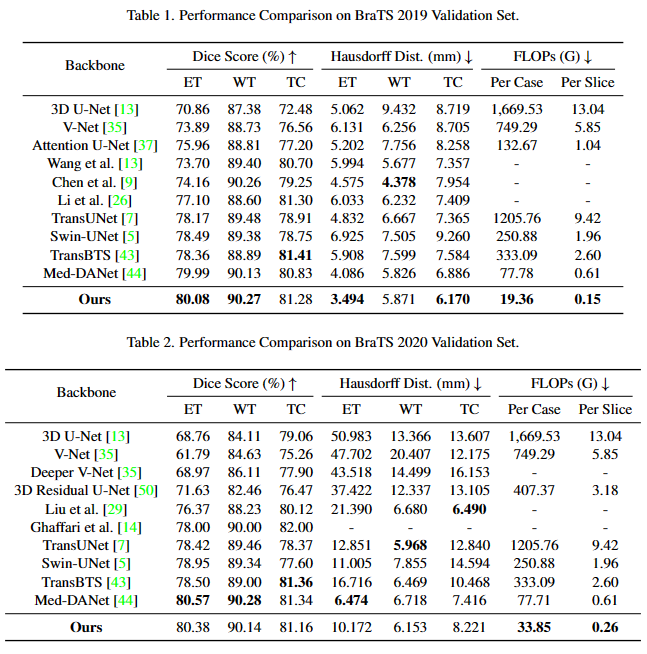 Table 1. Performance Comparison on BraTS 2019 Validation Set.
Backbone Dice Score (%) ↑ Hausdorff Dist. (mm) ↓ FLOPs (G) ↓
ET WT TC ET WT TC Per Case Per Slice
3D U-Net [13] 70.86 87.38 72.48 5.062 9.432 8.719 1,669.53 13.04
V-Net [35] 73.89 88.73 76.56 6.131 6.256 8.705 749.29 5.85
Attention U-Net [37] 75.96 88.81 77.20 5.202 7.756 8.258 132.67 1.04
Wang et al. [13] 73.70 89.40 80.70 5.994 5.677 7.357 - -
Chen et al. [9] 74.16 90.26 79.25 4.575 4.378 7.954 - -
Li et al. [26] 77.10 88.60 81.30 6.033 6.232 7.409 - -
TransUNet [7] 78.17 89.48 78.91 4.832 6.667 7.365 1205.76 9.42
Swin-UNet [5] 78.49 89.38 78.75 6.925 7.505 9.260 250.88 1.96
TransBTS [43] 78.36 88.89 81.41 5.908 7.599 7.584 333.09 2.60
Med-DANet [44] 79.99 90.13 80.83 4.086 5.826 6.886 77.78 0.61
Ours 80.08 90.27 81.28 3.494 5.871 6.170 19.36 0.15
Table 2. Performance Comparison on BraTS 2020 Validation Set.
Backbone Dice Score (%) ↑ Hausdorff Dist. (mm) ↓ FLOPs (G) ↓
ET WT TC ET WT TC Per Case Per Slice
3D U-Net [13] 68.76 84.11 79.06 50.983 13.366 13.607 1,669.53 13.04
V-Net [35] 61.79 84.63 75.26 47.702 20.407 12.175 749.29 5.85
Deeper V-Net [35] 68.97 86.11 77.90 43.518 14.499 16.153 - -
3D Residual U-Net [50] 71.63 82.46 76.47 37.422 12.337 13.105 407.37 3.18
Liu et al. [29] 76.37 88.23 80.12 21.390 6.680 6.490 - -
Ghaffari et al. [14] 78.00 90.00 82.00 - - - - -
TransUNet [7] 78.42 89.46 78.37 12.851 5.968 12.840 1205.76 9.42
Swin-UNet [5] 78.95 89.34 77.60 11.005 7.855 14.594 250.88 1.96
TransBTS [43] 78.50 89.00 81.36 16.716 6.469 10.468 333.09 2.60
Med-DANet [44] 80.57 90.28 81.34 6.474 6.718 7.416 77.71 0.61
Ours 80.38 90.14 81.16 10.172 6.153 8.221 33.85 0.26